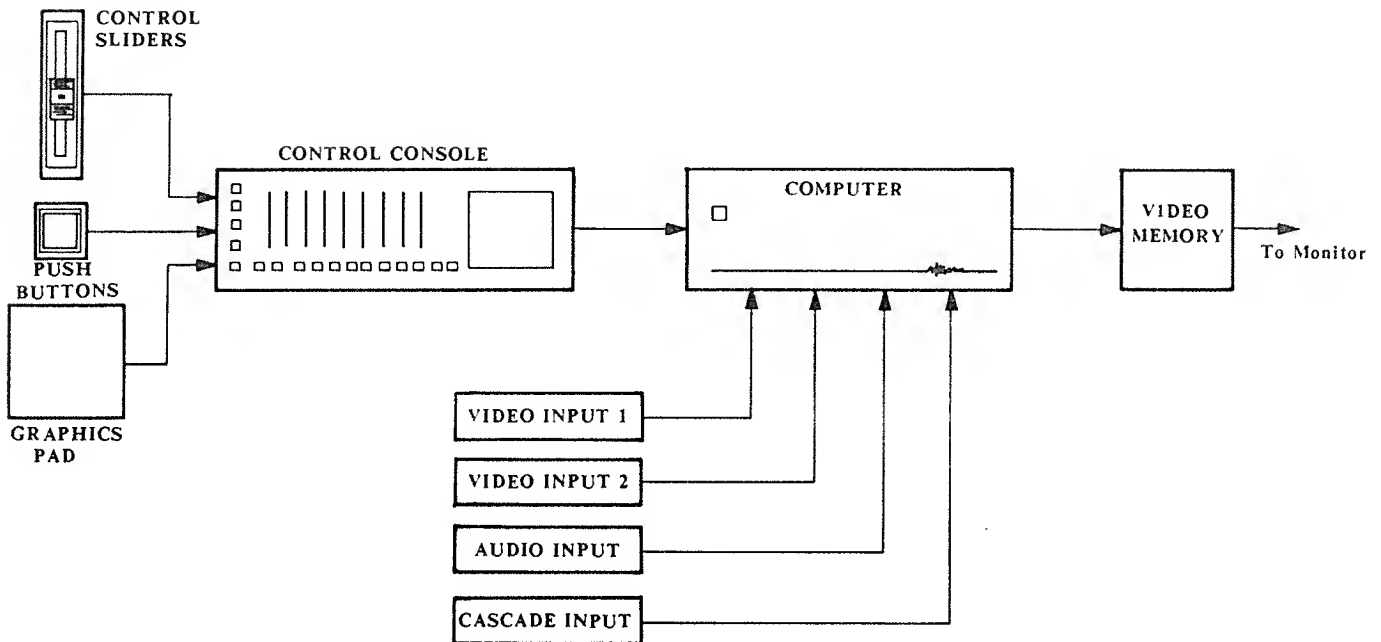 CONTROL
SLIDERS
CONTROL CONSOLE
COMPUTER
VIDEO
MEMORY
To Monitor
PUSH
BUTTONS
GRAPHICS
PAD
VIDEO INPUT 1
VIDEO INPUT 2
AUDIO INPUT
CASCADE INPUT